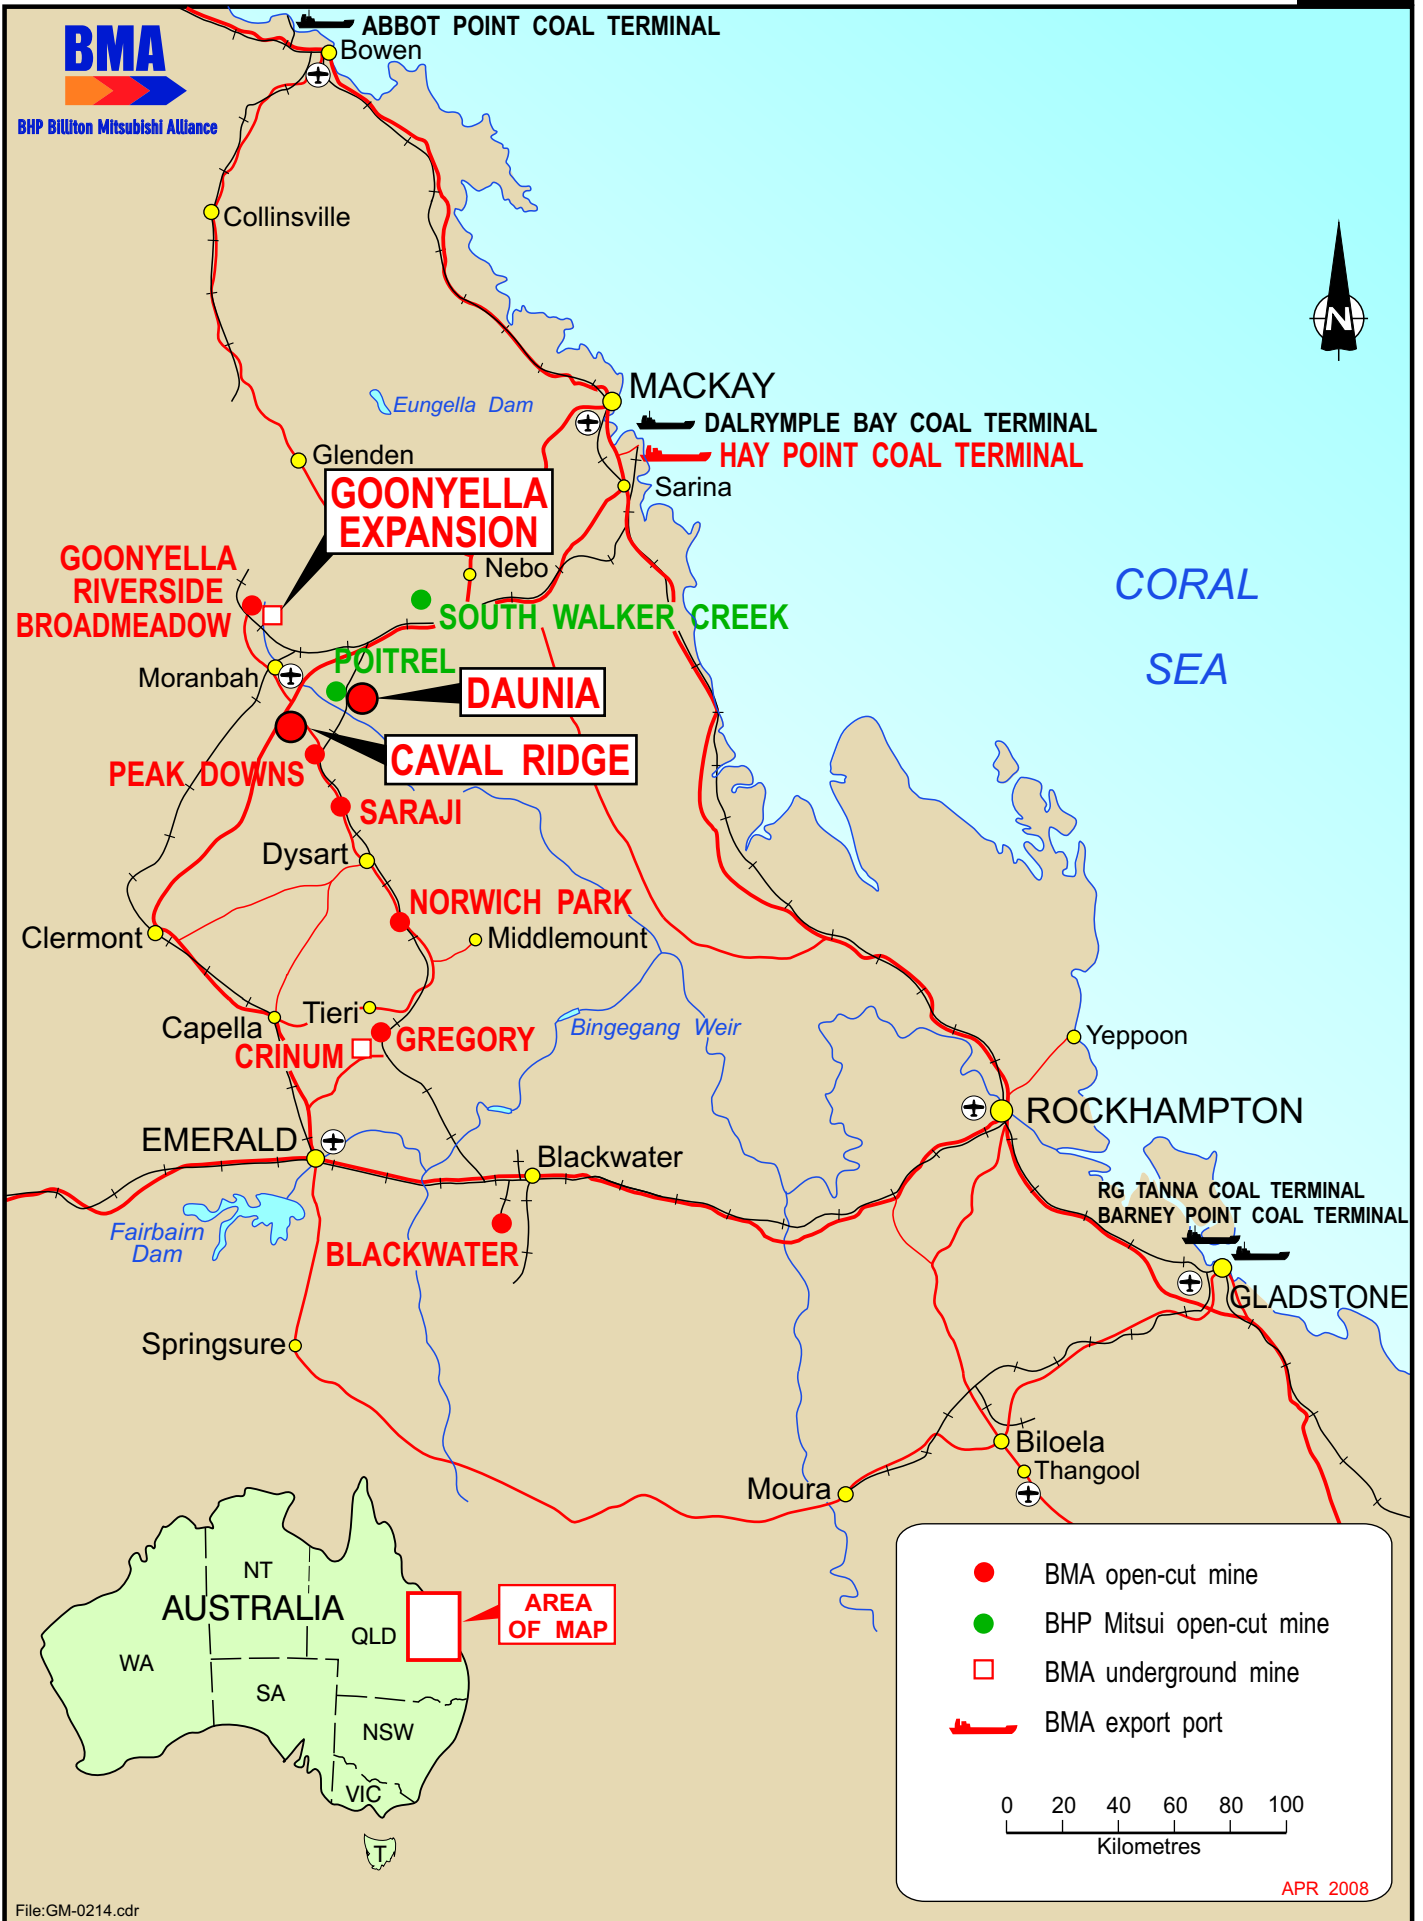 ABBOT POINT COAL TERMINAL
BMA
Bowen
BHP Billiton Mitsubishi Alliance
Collinsville
N
MACKAY
Eungella Dam
DALRYMPLE BAY COAL TERMINAL
HAY POINT COAL TERMINAL
Glenden
Sarina
GOONYELLA
EXPANSION
GOONYELLA
RIVERSIDE
BROADMEADOW
Nebo
CORAL
SEA
SOUTH WALKER CREEK
POITREL
Moranbah
DAUNIA
CAVAL RIDGE
PEAK DOWNS
SARAJI
Dysart
NORWICH PARK
Clermont
Middlemount
Tieri
Capella
GREGORY
Bingegang Weir
Yeppoon
CRINUM
ROCKHAMPTON
EMERALD
Blackwater
RG TANNA COAL TERMINAL
BARNEY POINT COAL TERMINAL
Fairbairn
Dam
BLACKWATER
GLADSTONE
Springsure
Biloela
Thangool
Moura
NT
AUSTRALIA
QLD
WA
SA
NSW
VIC
T
AREA
OF MAP
BMA open-cut mine
BHP Mitsui open-cut mine
BMA underground mine
BMA export port
0 20 40 60 80 100
Kilometres
APR 2008
File:GM-0214.cdr